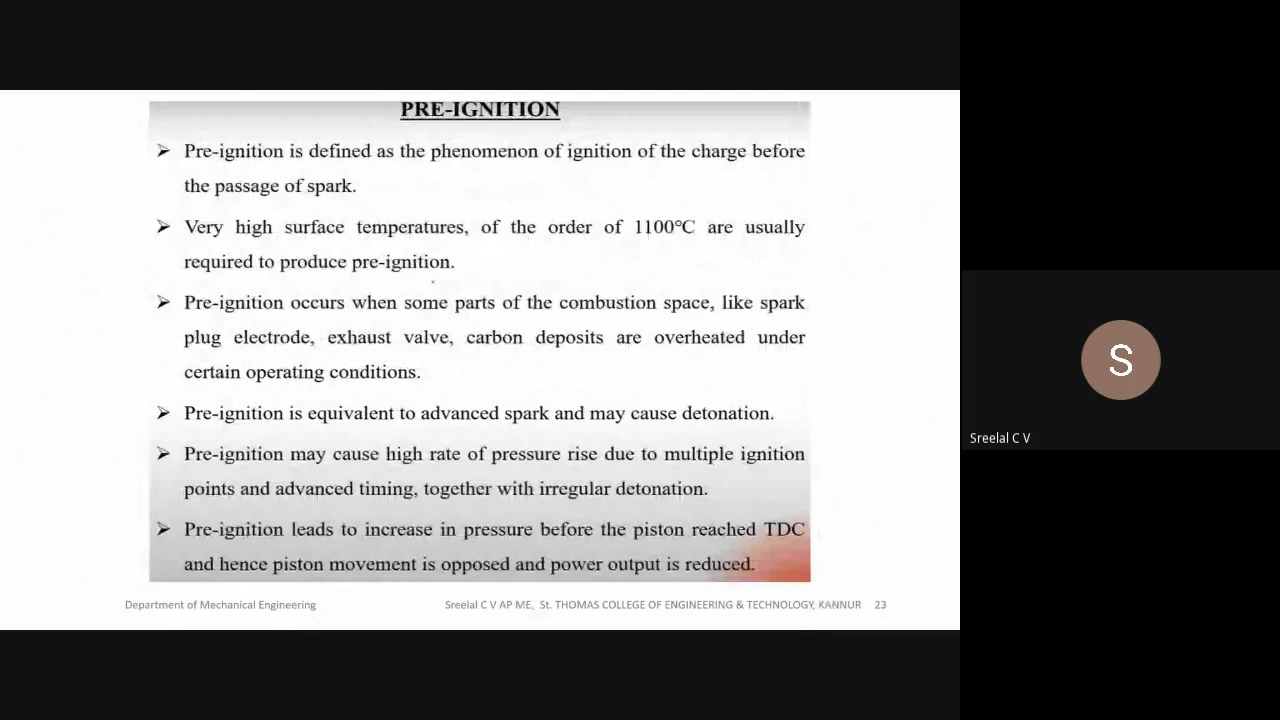 PRE-IGNITION
➢ Pre-ignition is defined as the phenomenon of ignition of the charge before
the passage of spark.
➢ Very high surface temperatures, of the order of 1100°C are usually
required to produce pre-ignition.
➢ Pre-ignition occurs when some parts of the combustion space, like spark
plug electrode, exhaust valve, carbon deposits are overheated under
certain operating conditions.
➢ Pre-ignition is equivalent to advanced spark and may cause detonation.
➢ Pre-ignition may cause high rate of pressure rise due to multiple ignition
points and advanced timing, together with irregular detonation.
➢ Pre-ignition leads to increase in pressure before the piston reached TDC
and hence piston movement is opposed and power output is reduced.
Department of Mechanical Engineering
Sreelal C V AP ME, St. THOMAS COLLEGE OF ENGINEERING & TECHNOLOGY, KANNUR 23
S
Sreelal C V